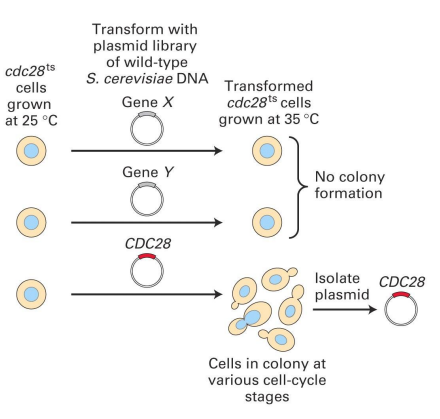 Transform with
plasmid library
of wild-type
S. cerevisiae DNA
cdc28ts
cells
grown
at 25 °C
Transformed
cdc28ts cells
grown at 35 °C
Gene X
No colony
formation
Gene Y
CDC28
Isolate
plasmid
CDC28
Cells in colony at
various cell-cycle
stages